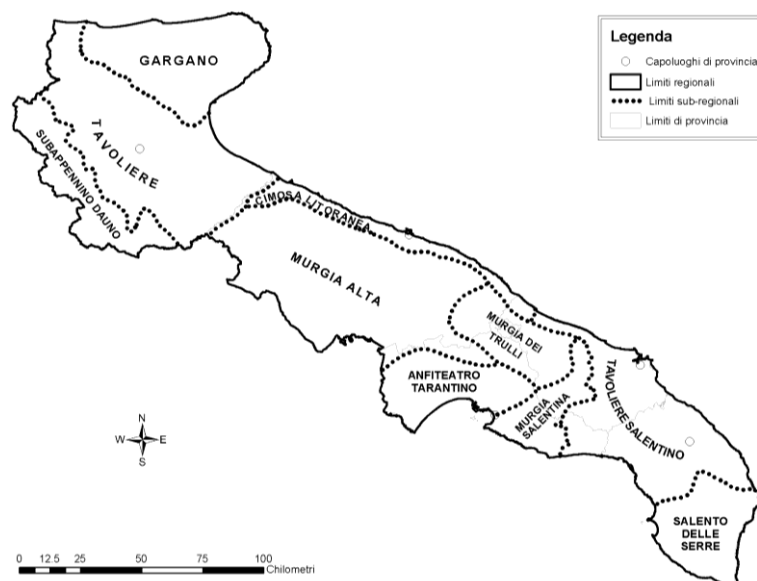 GARGANO
TAVOLIERE
SUBAPPENNINO DAUNO
CIMOSA LITORANEA
MURGIA ALTA
MURGIA DEI
TRULLI
ANFITEATRO
TARANTINO
MURGIA
SALENTINA
TAVOLIERE SALENTINO
SALENTO
DELLE
SERRE
Legenda
Capoluoghi di provincia
Limiti regionali
Limiti sub-regionali
Limiti di provincia
N
W E
S
0 12.5 25 50 75 100
Chilometri